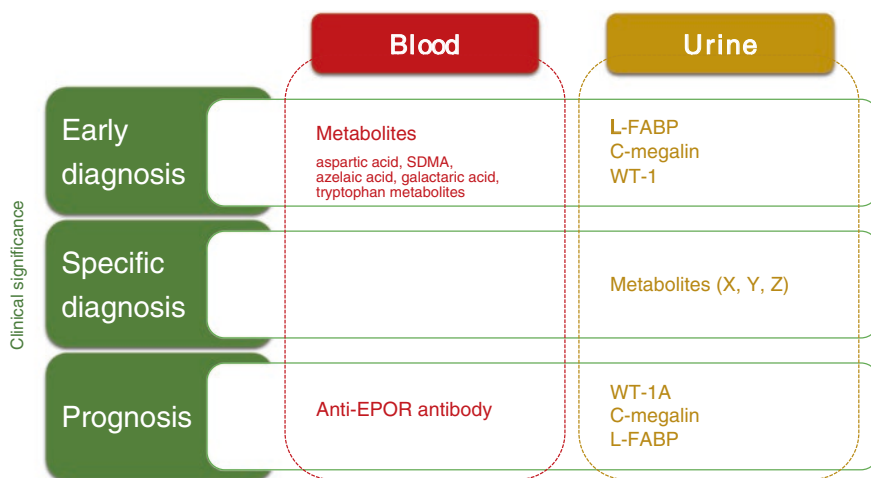 Blood
Urine
Clinical significance
Early
diagnosis
Metabolites
aspartic acid, SDMA,
azelaic acid, galactaric acid,
tryptophan metabolites
L-FABP
C-megalin
WT-1
Specific
diagnosis
Metabolites (X, Y, Z)
Prognosis
Anti-EPOR antibody
WT-1A
C-megalin
L-FABP